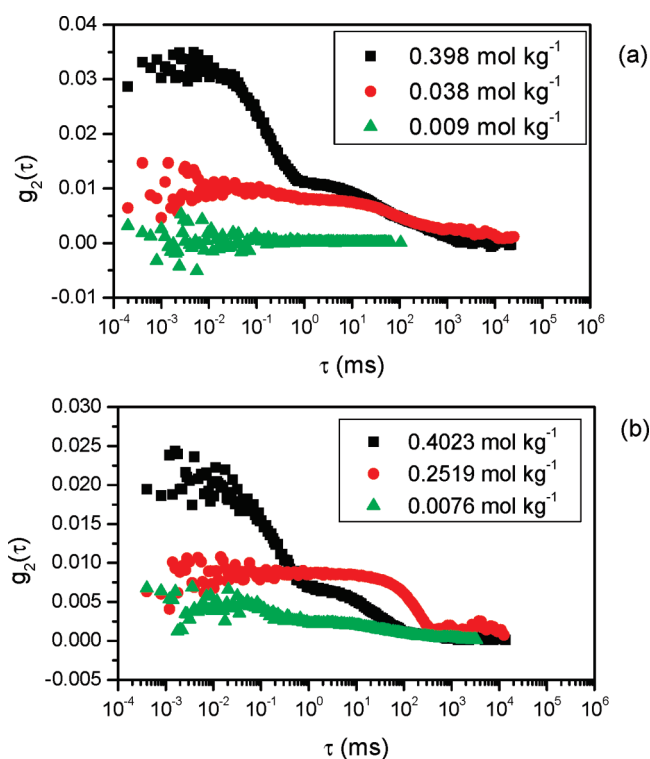 (a)
0.04
0.03
0.02
0.01
0.00
-0.01
g₂(τ)
0.398 mol kg⁻¹
0.038 mol kg⁻¹
0.009 mol kg⁻¹
10⁻⁴ 10⁻³ 10⁻² 10⁻¹ 10⁰ 10¹ 10² 10³ 10⁴ 10⁵ 10⁶
τ (ms)
(b)
0.030
0.025
0.020
0.015
0.010
0.005
0.000
-0.005
g₂(τ)
0.4023 mol kg⁻¹
0.2519 mol kg⁻¹
0.0076 mol kg⁻¹
10⁻⁴ 10⁻³ 10⁻² 10⁻¹ 10⁰ 10¹ 10² 10³ 10⁴ 10⁵ 10⁶
τ (ms)